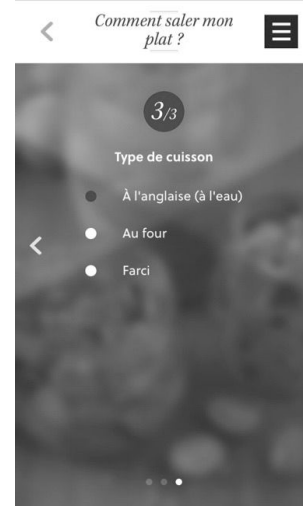 Comment saler mon
plat ?
3/3
Type de cuisson
À l'anglaise (à l'eau)
Au four
Farci